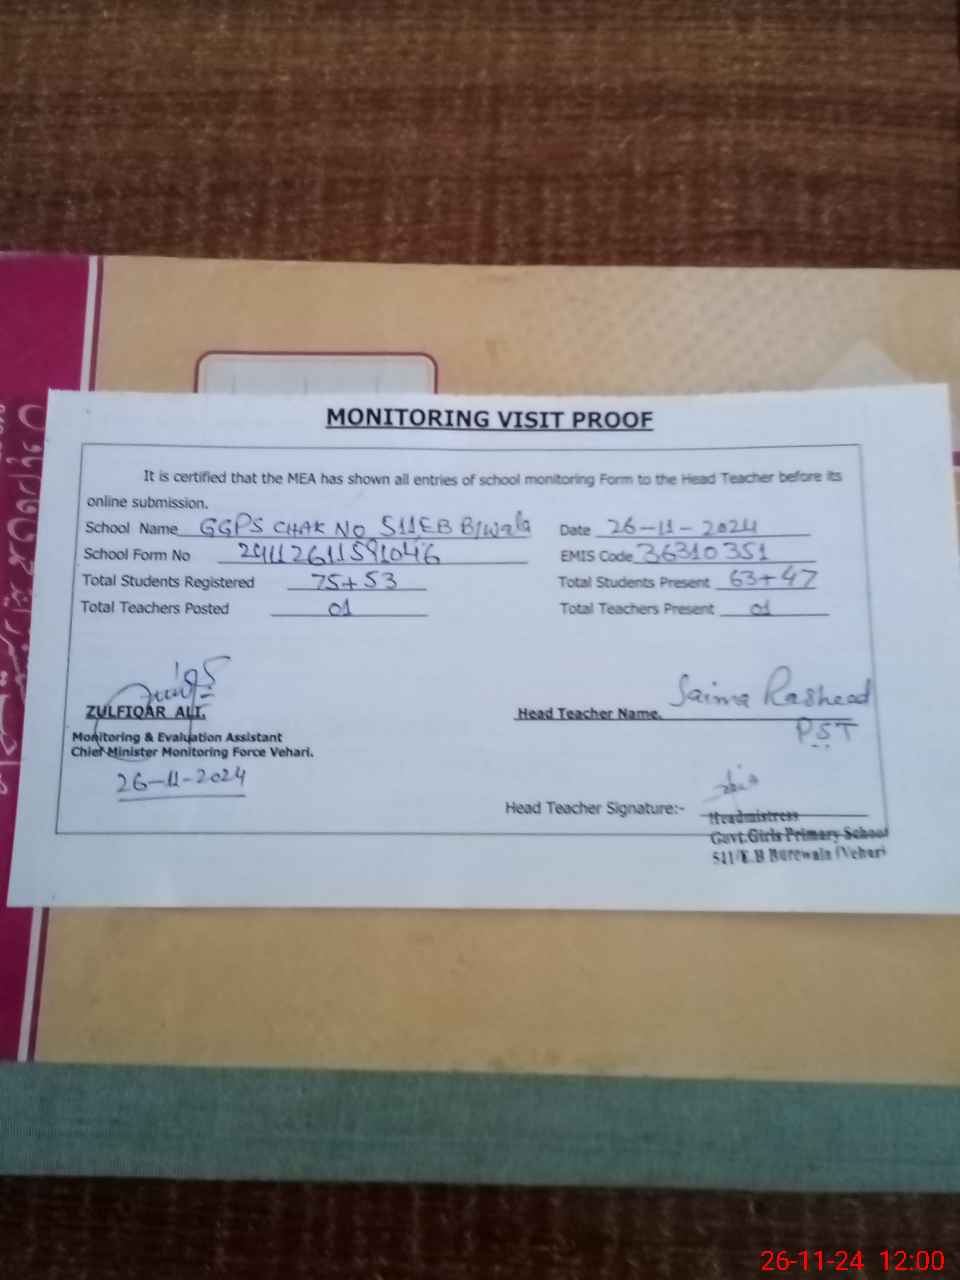 MONITORING VISIT PROOF
It is certified that the MEA has shown all entries of school monitoring Form to the Head Teacher before its
online submission.
School Name GGPS CHAK NO 511EB B/wala Date 26-11-2024
School Form No EMIS Code 36310351
Total Students Registered 75+53 Total Students Present 63+47
Total Teachers Posted 01 Total Teachers Present 01
ZULFIQAR ALI. Head Teacher Name. Saima Rasheed
PST
Monitoring & Evaluation Assistant
Chief Minister Monitoring Force Vehari.
26-11-2024
Head Teacher Signature:-
Headmistress
Govt.Girls Primary School
511/E.B Burewala (Vehari
26-11-24 12:00